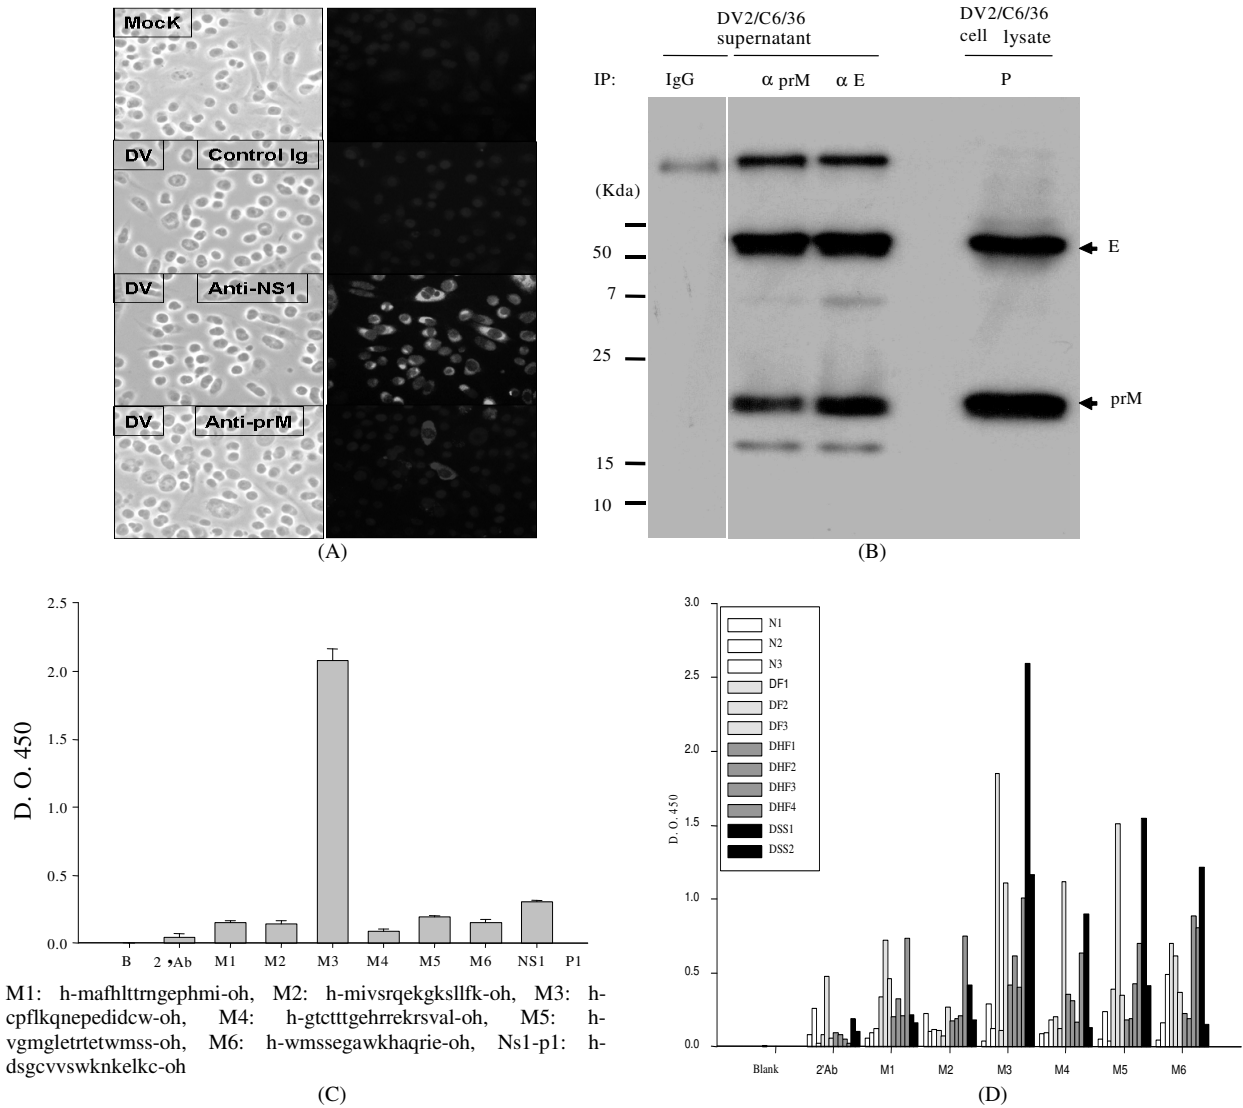 MocK
DV Control Ig
DV Anti-NS1
DV Anti-prM
(A)
DV2/C6/36
supernatant
DV2/C6/36
cell lysate
IP: IgG α prM α E P
(Kda)
50
7
25
15
10
E
prM
(B)
2.5
2.0
1.5
1.0
0.5
0.0
D. O. 450
B 2 ’Ab M1 M2 M3 M4 M5 M6 NS1 P1
M1: h-mafhlttrngephmi-oh, M2: h-mivsrqekgksllfk-oh, M3: h-
cpflkqnepedidcw-oh, M4: h-gtctttgehrrekrsval-oh, M5: h-
vgmgletrtetwmss-oh, M6: h-wmssegawkhaqrie-oh, Ns1-p1: h-
dsgcvvswknkelkc-oh
(C)
3.0
2.5
2.0
1.5
1.0
0.5
0.0
D. O. 450
N1
N2
N3
DF1
DF2
DF3
DHF1
DHF2
DHF3
DHF4
DSS1
DSS2
Blank 2'Ab M1 M2 M3 M4 M5 M6
(D)